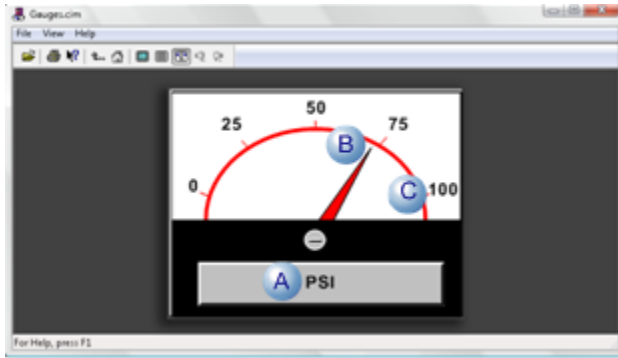 Gauges.cim
File View Help
50
25 75
B
0 C 100
A PSI
For Help, press F1